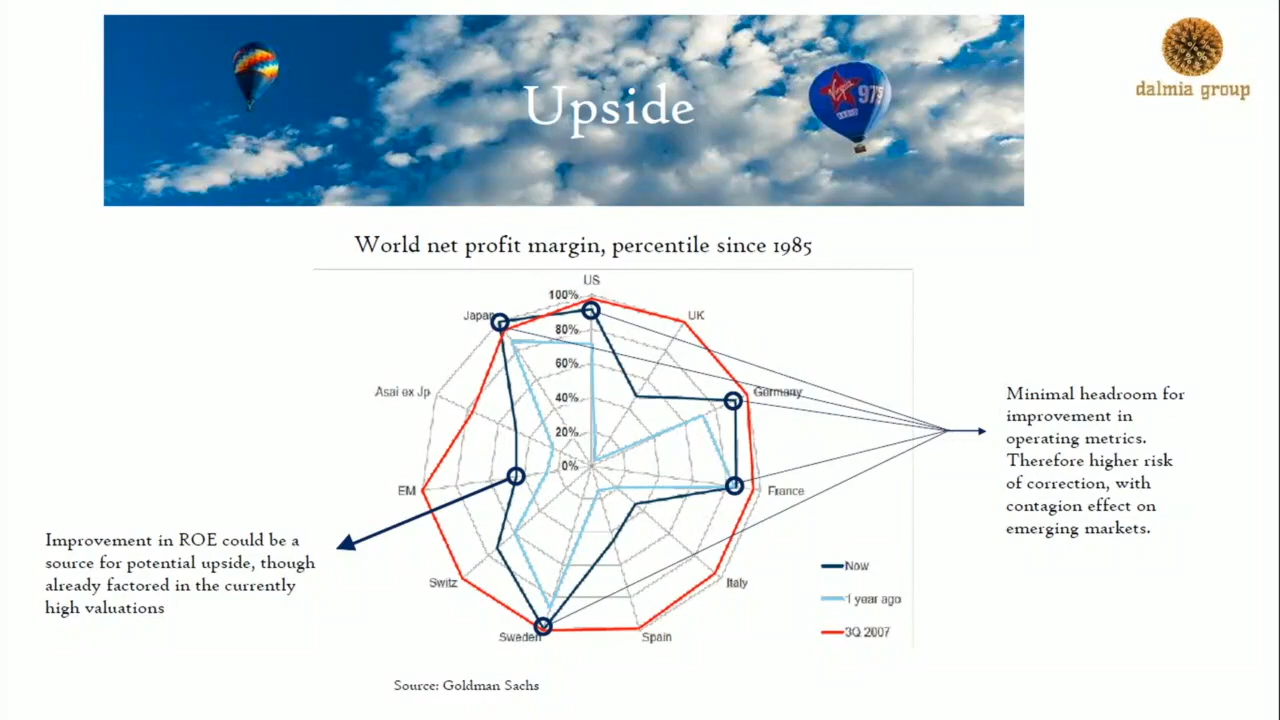 Upside
Virgin
975
RADIO
dalmia group
World net profit margin, percentile since 1985
US
100%
Japan
UK
80%
60%
Asai ex Jp
Germany
40%
20%
0%
EM
France
Switz
Italy
Sweden
Spain
Now
1 year ago
3Q 2007
Minimal headroom for
improvement in
operating metrics.
Therefore higher risk
of correction, with
contagion effect on
emerging markets.
Improvement in ROE could be a
source for potential upside, though
already factored in the currently
high valuations
Source: Goldman Sachs